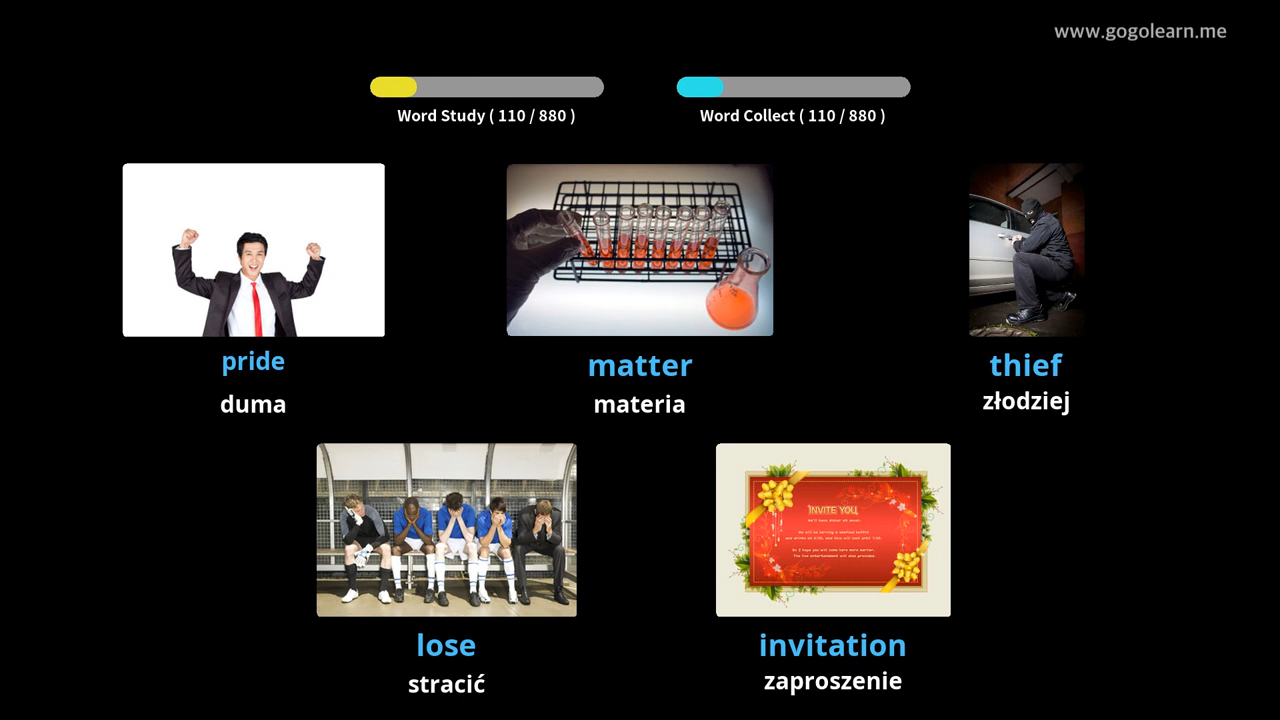 www.gogolearn.me
Word Study ( 110 / 880 )
Word Collect ( 110 / 880 )
pride
duma
matter
materia
thief
złodziej
INVITE YOU
lose
stracić
invitation
zaproszenie